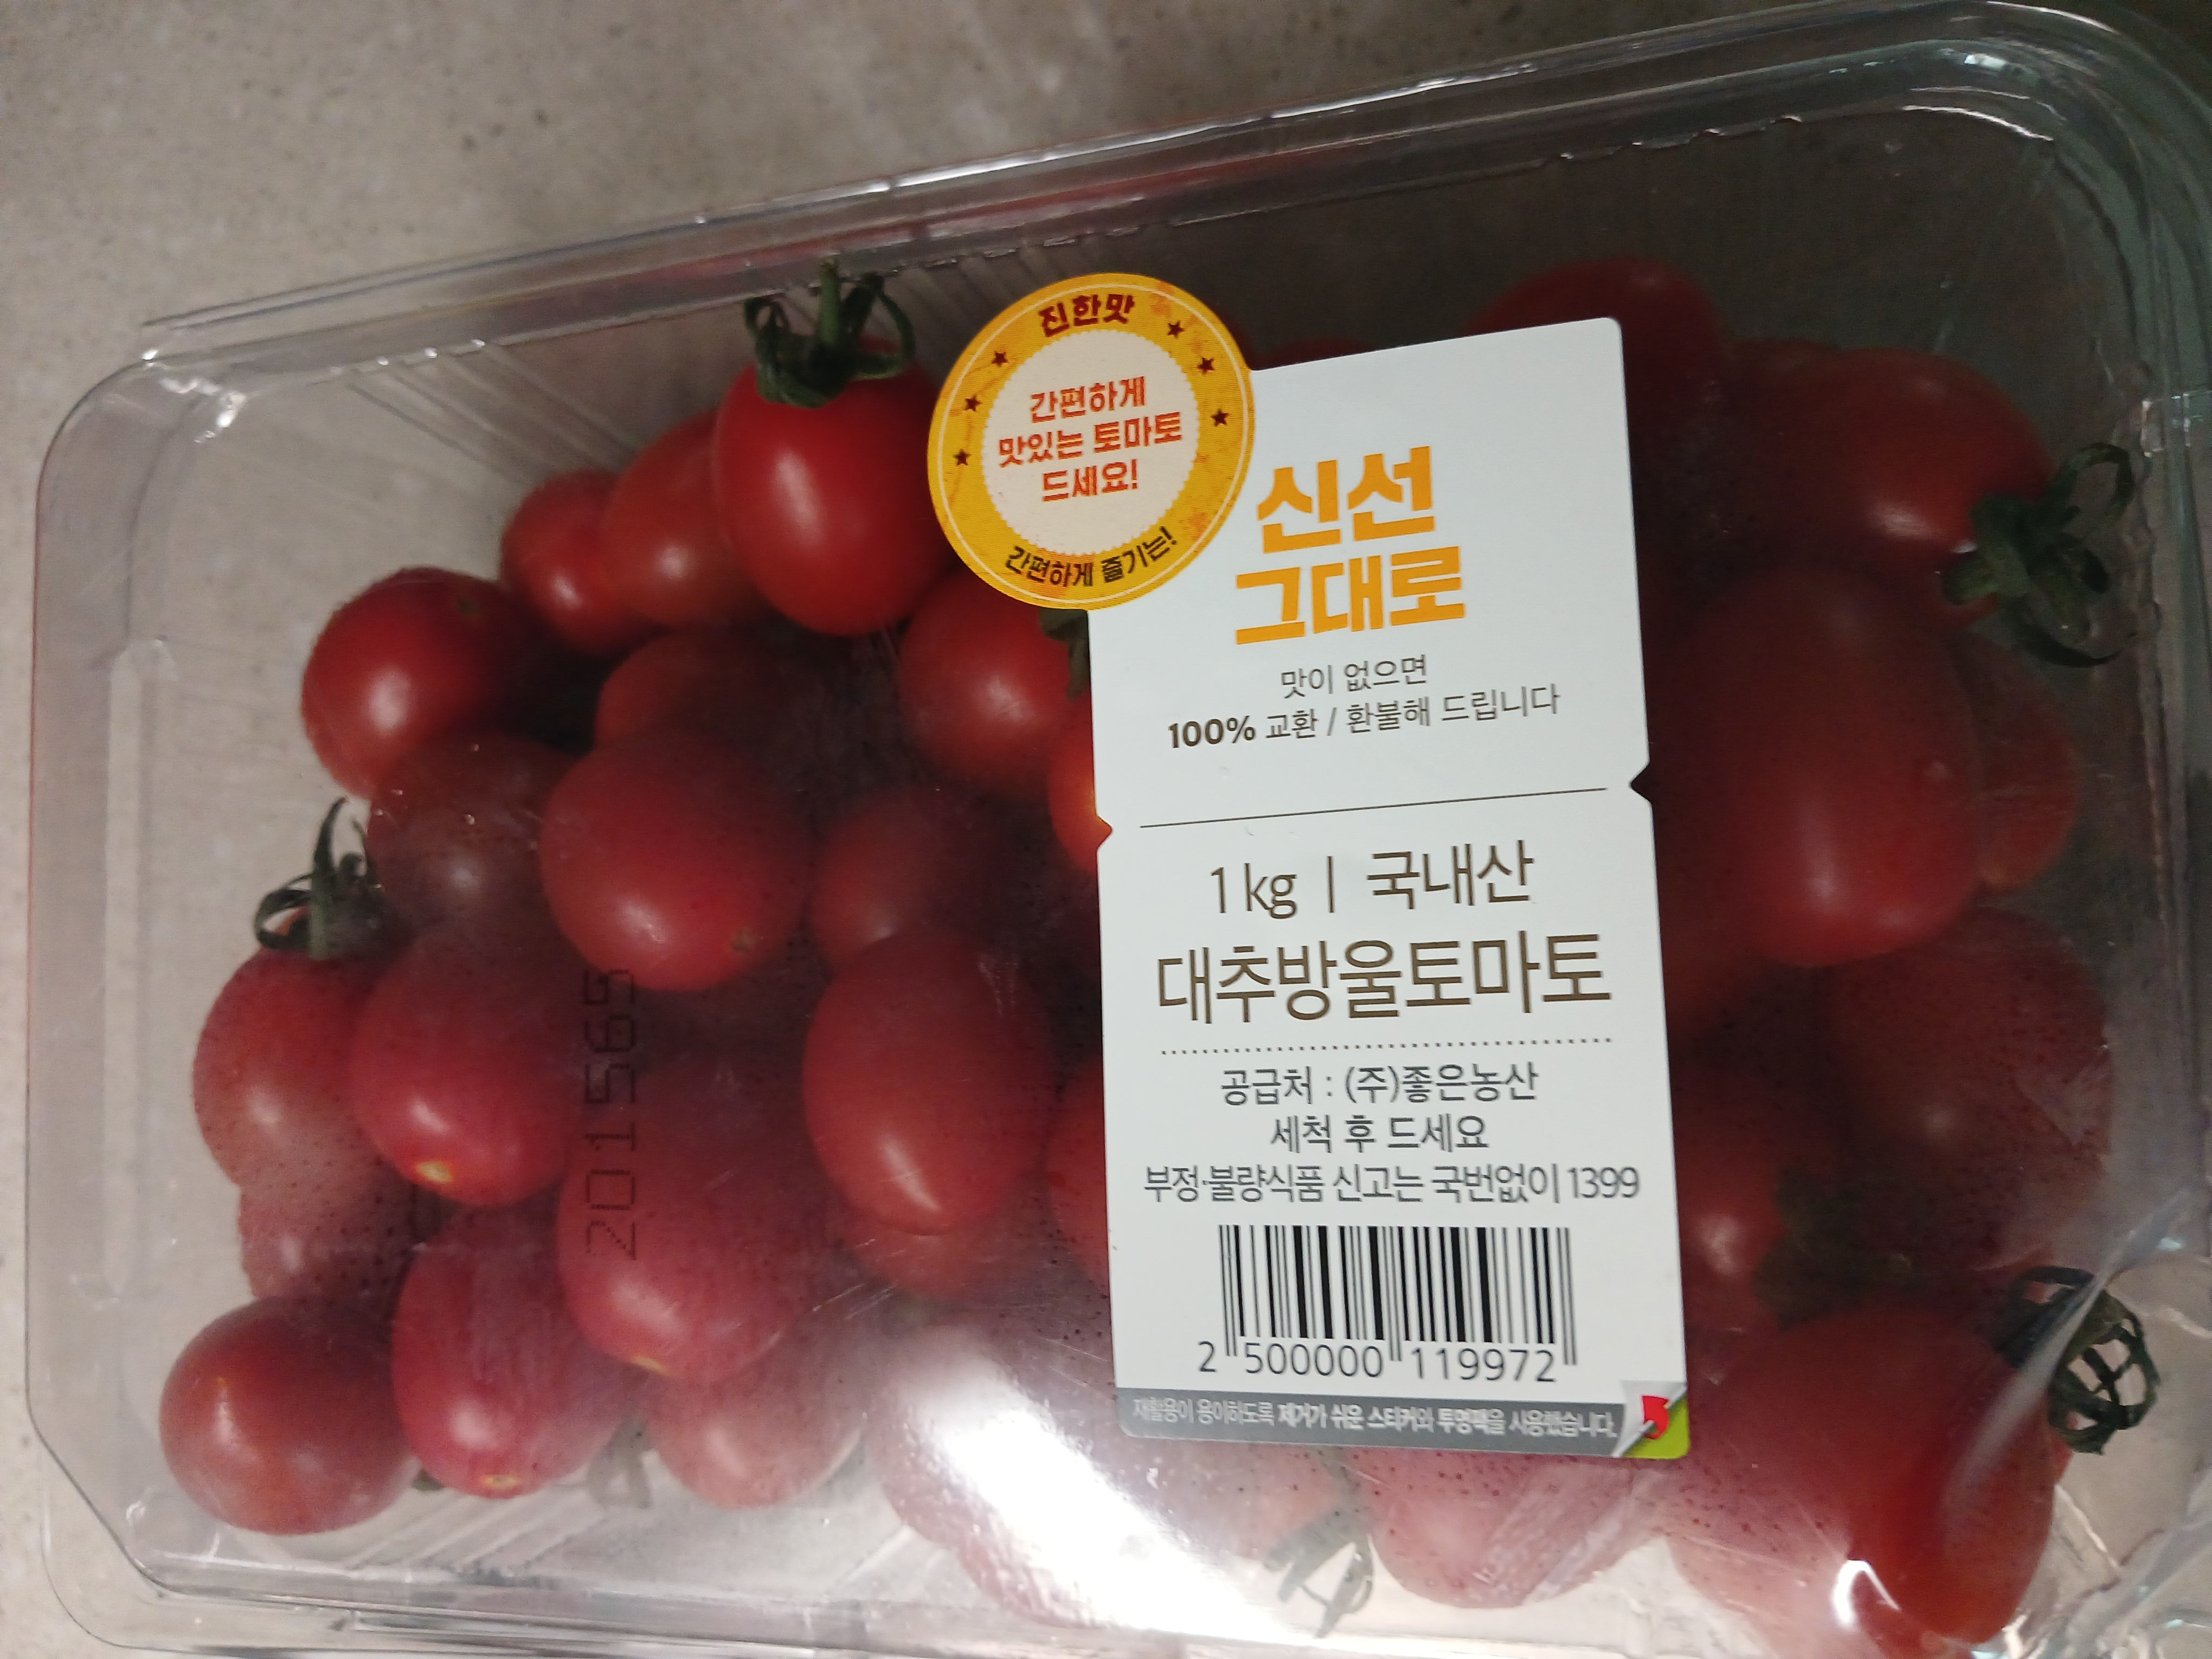 진한맛
간편하게
맛있는 토마토
드세요!
간편하게 즐기는!
신선
그대로
맛이 없으면
100% 교환 / 환불해 드립니다
1kg | 국내산
대추방울토마토
공급처 : (주)좋은농산
세척 후 드세요
부정·불량식품 신고는 국번없이 1399
2 500000 119972
재활용이 용이하도록 제거가 쉬운 스티커와 투명팩을 사용했습니다.
201569